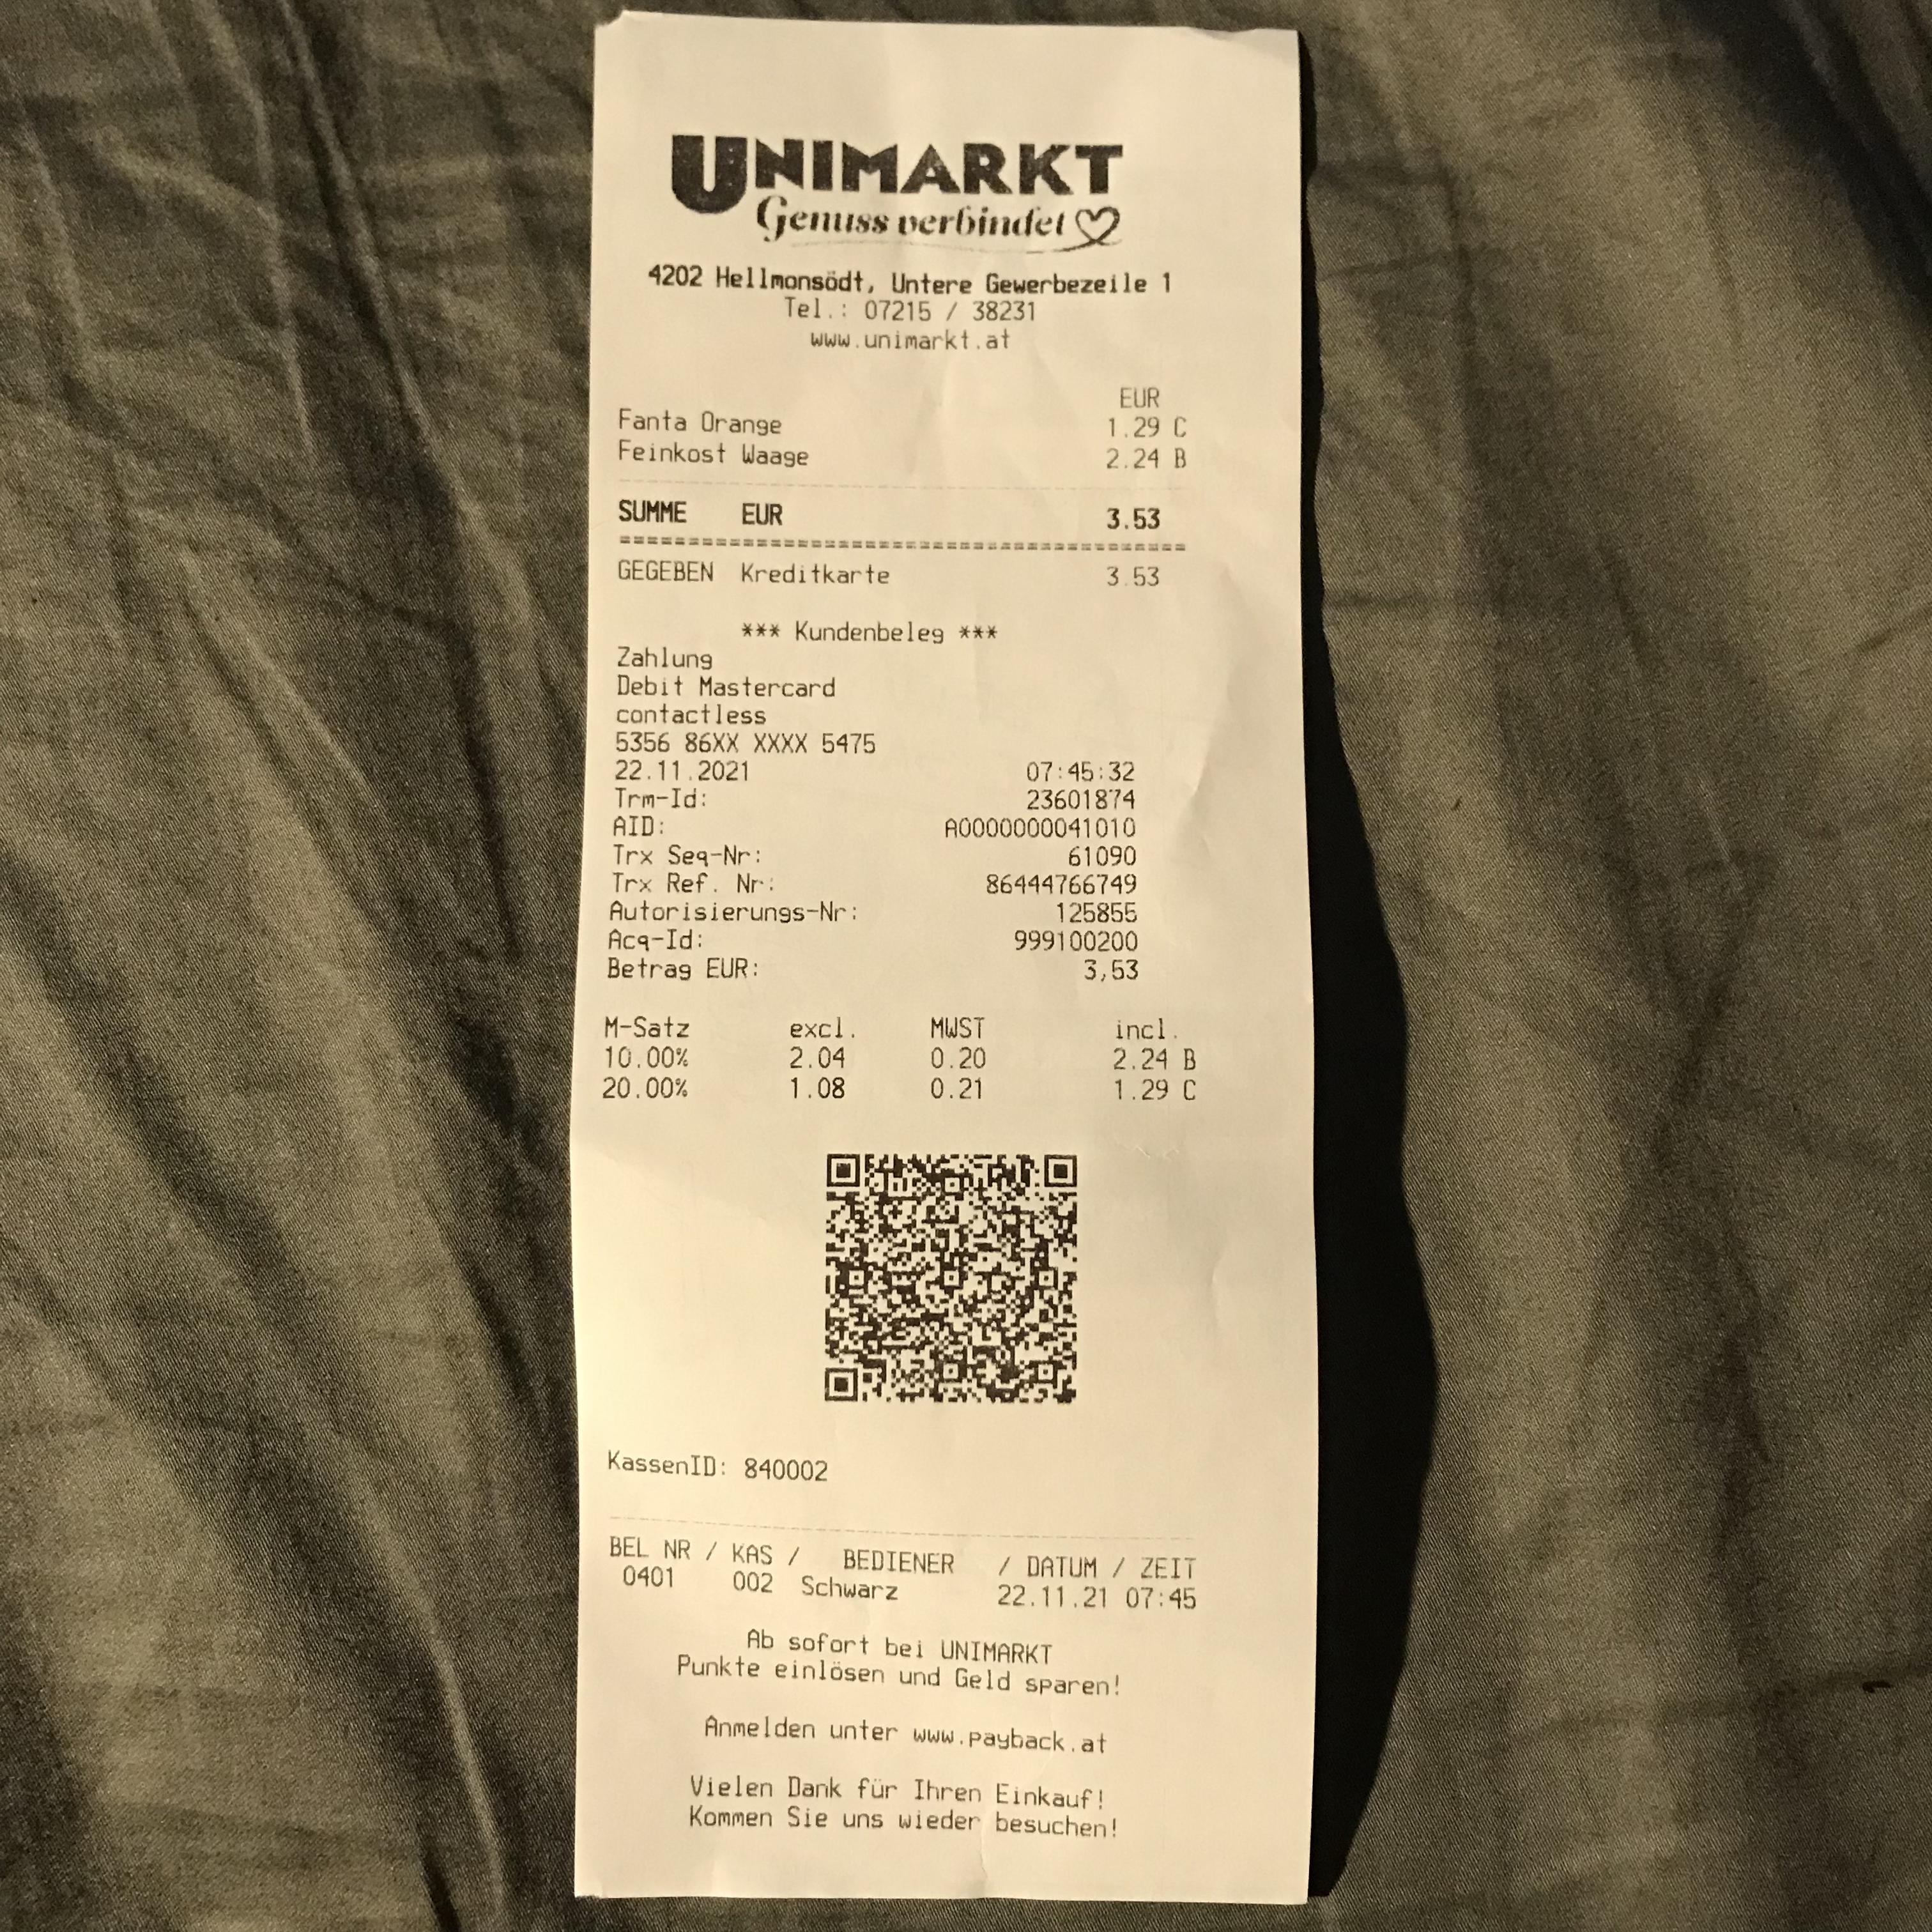 UNIMARKT
Genuss verbindet
4202 Hellmonsödt, Untere Gewerbezeile 1
Tel.: 07215 / 38231
www.unimarkt.at
EUR
Fanta Orange 1.29 C
Feinkost Waage 2.24 B
SUMME EUR 3.53
==========================================
GEGEBEN Kreditkarte 3.53
*** Kundenbeleg ***
Zahlung
Debit Mastercard
contactless
5356 86XX XXXX 5475
22.11.2021 07:45:32
Trm-Id: 23601874
AID: A0000000041010
Trx Seq-Nr: 61090
Trx Ref. Nr: 86444766749
Autorisierungs-Nr: 125855
Acq-Id: 999100200
Betrag EUR: 3,53
M-Satz excl. MWST incl.
10.00% 2.04 0.20 2.24 B
20.00% 1.08 0.21 1.29 C
KassenID: 840002
BEL NR / KAS / BEDIENER / DATUM / ZEIT
0401 002 Schwarz 22.11.21 07:45
Ab sofort bei UNIMARKT
Punkte einlösen und Geld sparen!
Anmelden unter www.payback.at
Vielen Dank für Ihren Einkauf!
Kommen Sie uns wieder besuchen!